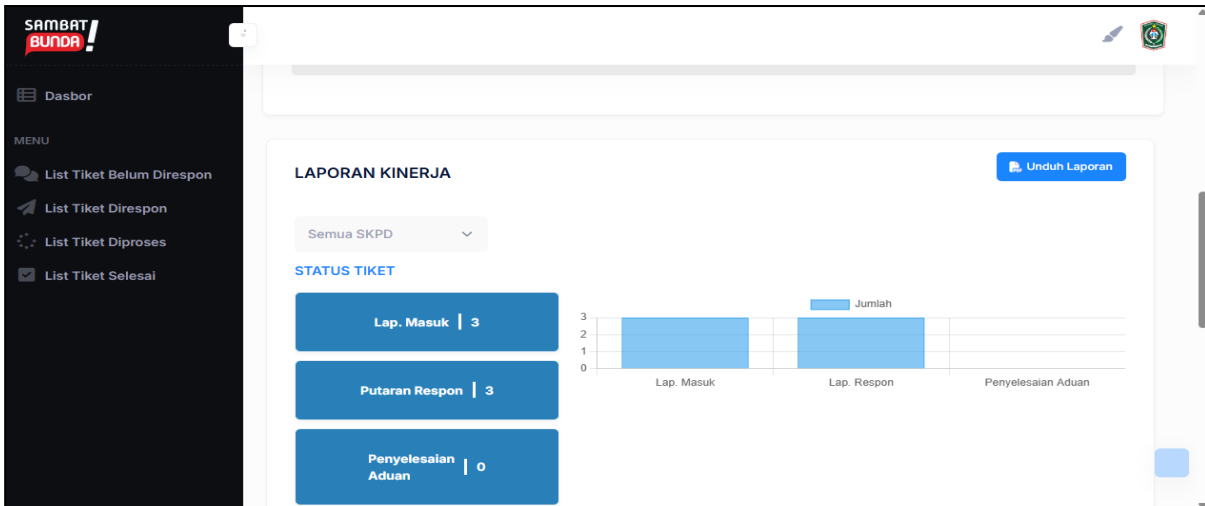 SAMBAT
BUNDA!
Dasbor
MENU
List Tiket Belum Direspon
List Tiket Direspon
List Tiket Diproses
List Tiket Selesai
LAPORAN KINERJA
Unduh Laporan
Semua SKPD
STATUS TIKET
Lap. Masuk | 3
Putaran Respon | 3
Penyelesaian
Aduan | 0
Jumlah
3
2
1
0
Lap. Masuk
Lap. Respon
Penyelesaian Aduan